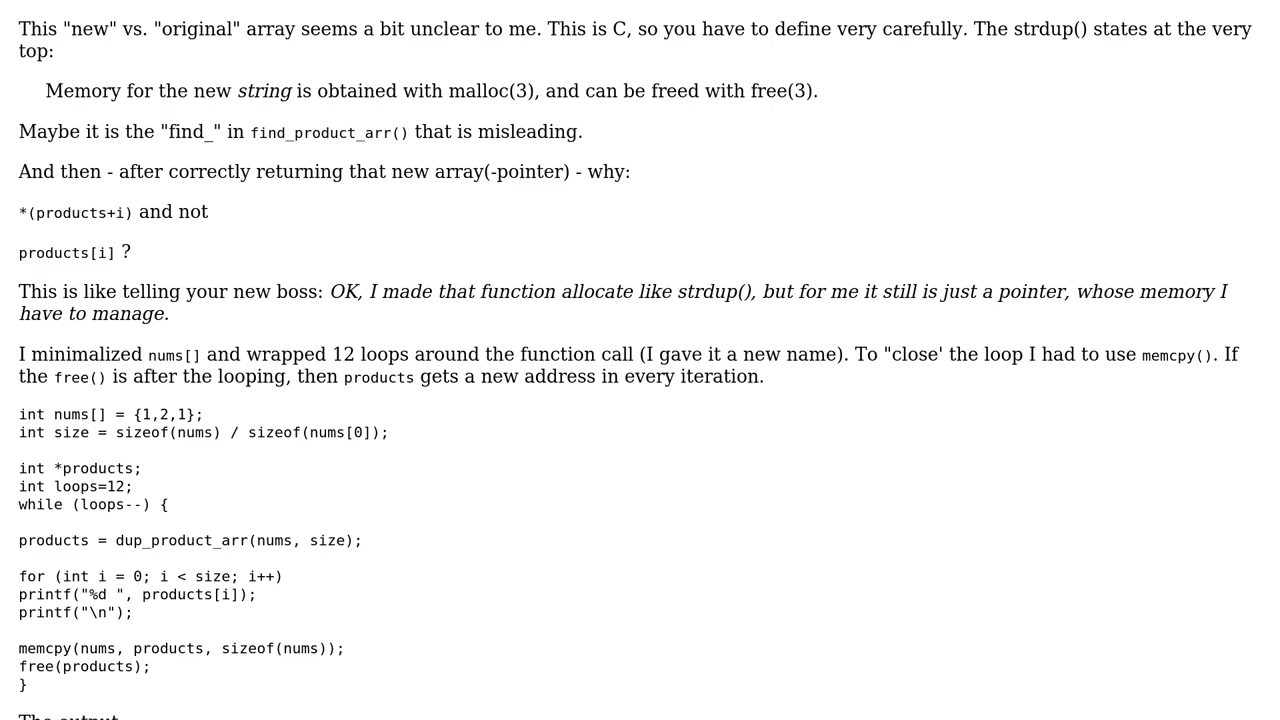 This "new" vs. "original" array seems a bit unclear to me. This is C, so you have to define very carefully. The strdup() states at the very
top:
Memory for the new string is obtained with malloc(3), and can be freed with free(3).
Maybe it is the "find_" in find_product_arr() that is misleading.
And then - after correctly returning that new array(-pointer) - why:
*(products+i) and not
products[i] ?
This is like telling your new boss: OK, I made that function allocate like strdup(), but for me it still is just a pointer, whose memory I
have to manage.
I minimalized nums[] and wrapped 12 loops around the function call (I gave it a new name). To "close' the loop I had to use memcpy(). If
the free() is after the looping, then products gets a new address in every iteration.
int nums[] = {1,2,1};
int size = sizeof(nums) / sizeof(nums[0]);
int *products;
int loops=12;
while (loops--) {
products = dup_product_arr(nums, size);
for (int i = 0; i < size; i++)
printf("%d ", products[i]);
printf("\n");
memcpy(nums, products, sizeof(nums));
free(products);
}
The output